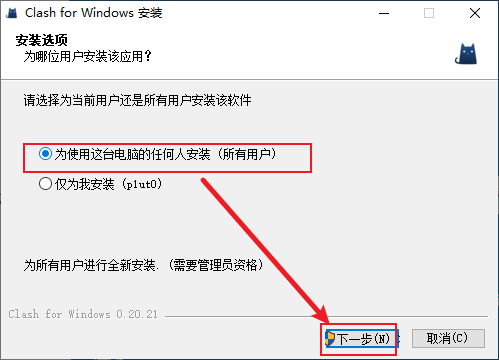 Clash for Windows 安装
安装选项
为哪位用户安装该应用？
请选择为当前用户还是所有用户安装该软件
为使用这台电脑的任何人安装（所有用户）
仅为我安装（p1ut0）
为所有用户进行全新安装.（需要管理员资格）
Clash for Windows 0.20.21
下一步(N)
取消(C)